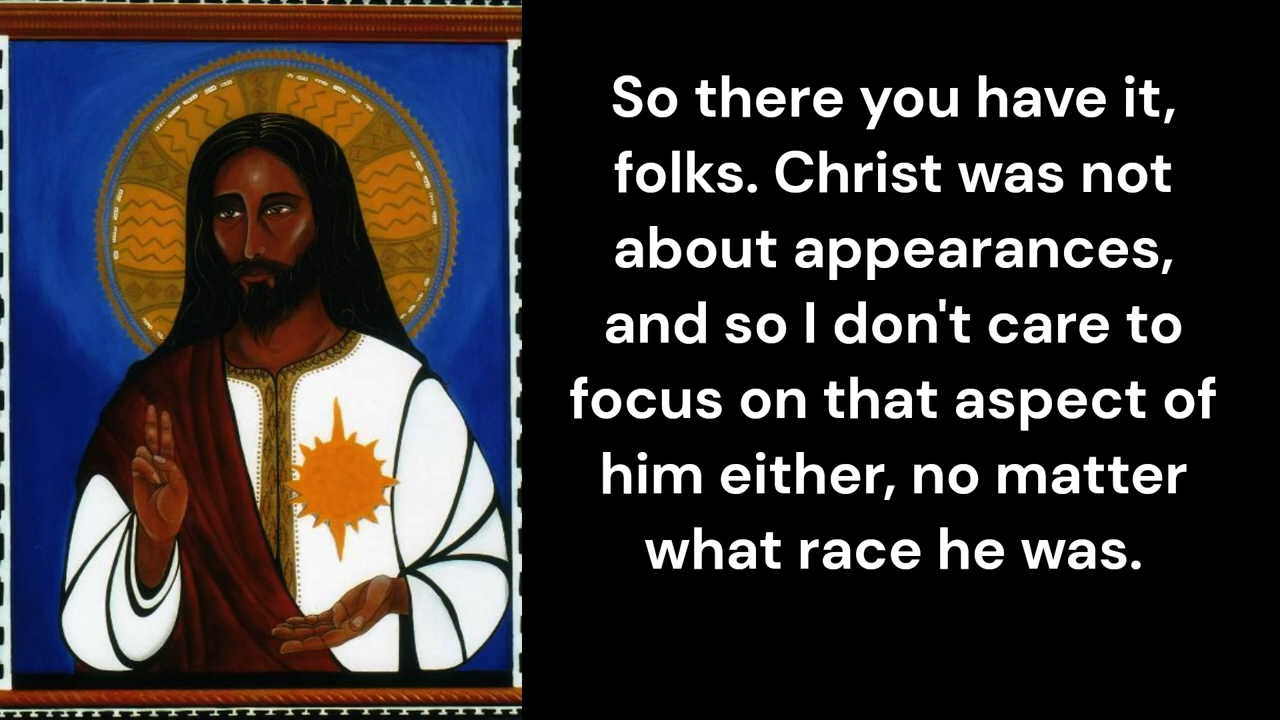 So there you have it,
folks. Christ was not
about appearances,
and so I don't care to
focus on that aspect of
him either, no matter
what race he was.